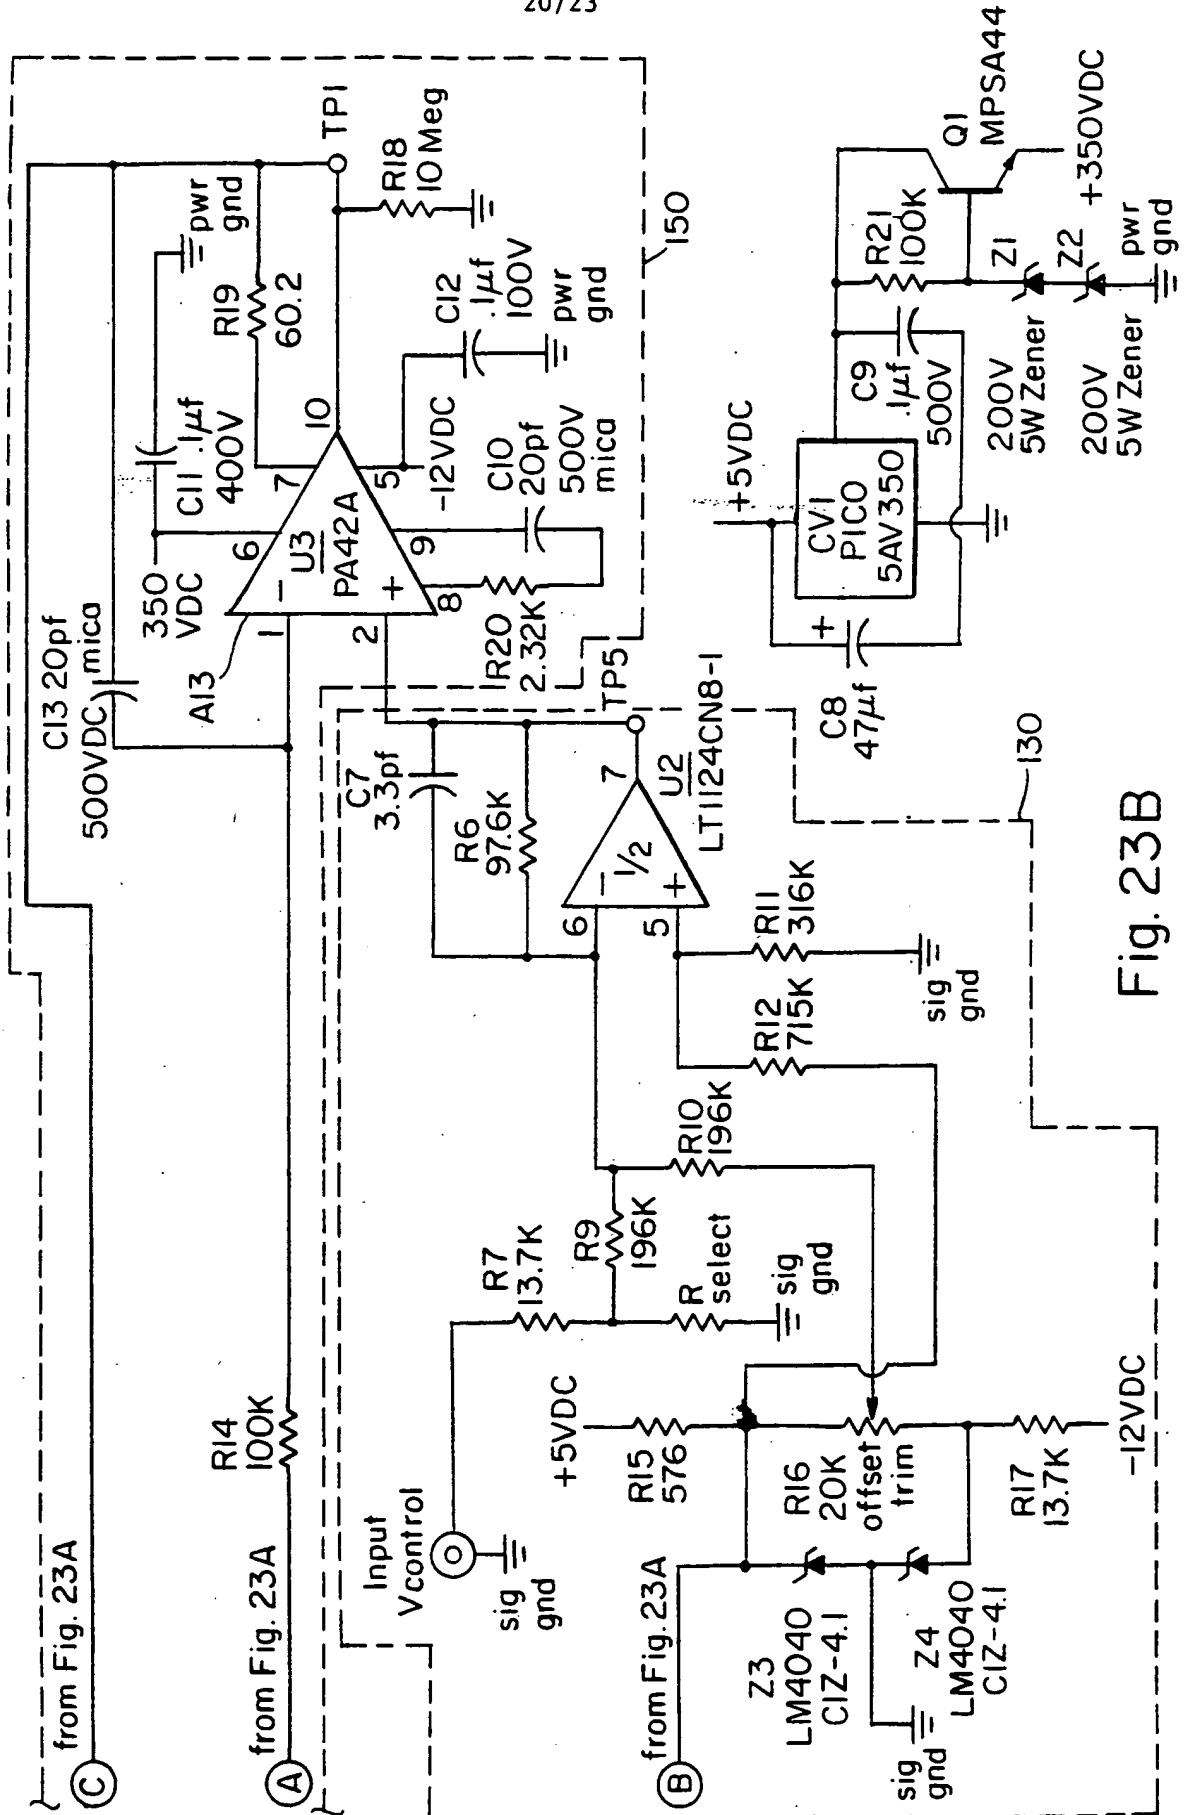 20/23
from Fig. 23A
C
C13 20pf
500VDC mica
350
VDC
C11 .1µf
400V
pwr
gnd
R19
60.2
TP1
R18
10 Meg
A13
1
2
6
7
10
5
9
8
U3
PA42A
-12VDC
C12
.1µf
100V
pwr
gnd
C10
20pf
500V
mica
R20
2.32K
150
from Fig. 23A
A
R14
100K
C7
3.3pf
R6
97.6K
TP5
6
5
7
1/2
U2
LT1124CN8-1
Input
Vcontrol
sig
gnd
R7
13.7K
R9
196K
R
select
sig
gnd
R10
196K
R12
715K
R11
316K
sig
gnd
130
from Fig. 23A
B
+5VDC
R15
576
R16
20K
offset
trim
R17
13.7K
-12VDC
Z3
LM4040
CIZ-4.1
Z4
LM4040
CIZ-4.1
sig
gnd
+5VDC
C8
47µf
CV1
PICO
5AV350
C9
.1µf
500V
R21
100K
Q1
MPSA44
200V
5W Zener
Z1
200V
5W Zener
Z2
+350VDC
pwr
gnd
Fig. 23B